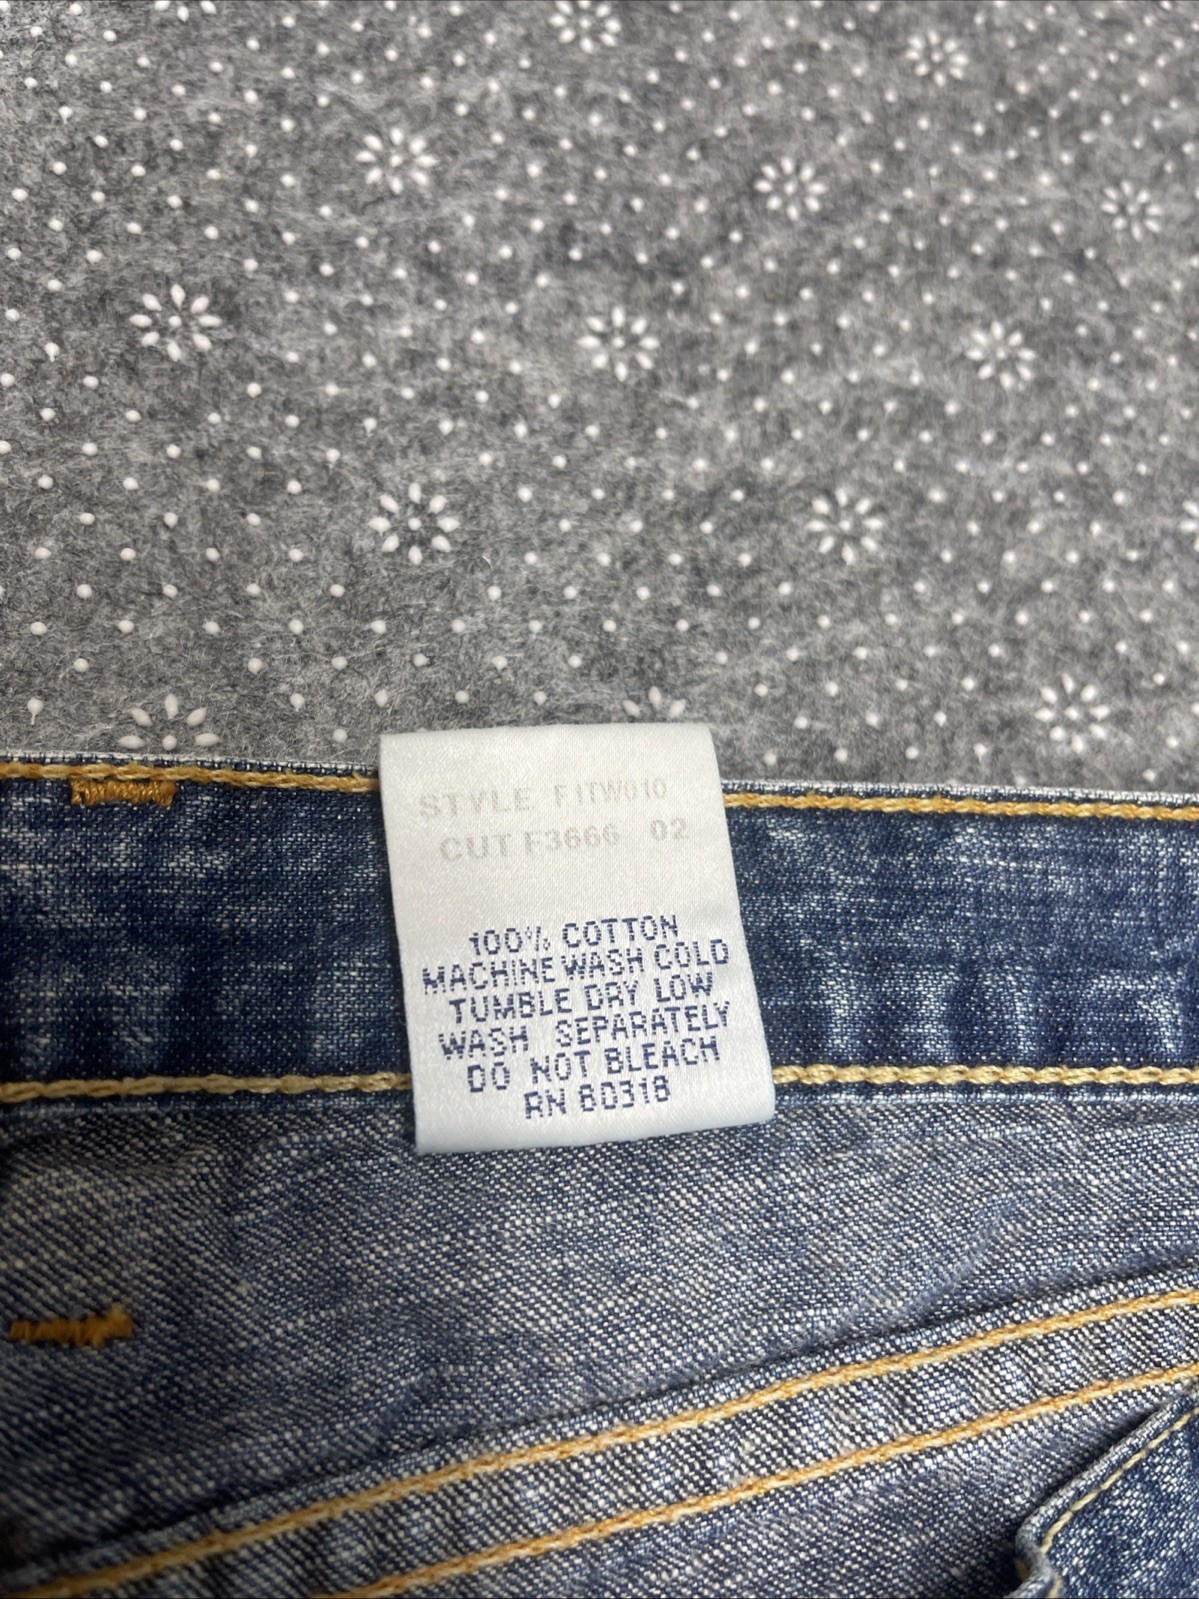 STYLE FITW010
CUT F3666 02
100% COTTON
MACHINE WASH COLD
TUMBLE DRY LOW
WASH SEPARATELY
DO NOT BLEACH
RN 80318